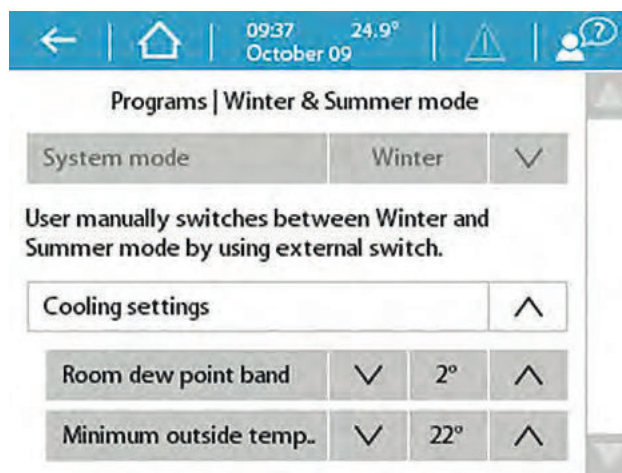 09:37 24.9°
October 09
?
Programs | Winter & Summer mode
System mode Winter
User manually switches between Winter and
Summer mode by using external switch.
Cooling settings
Room dew point band 2°
Minimum outside temp.. 22°